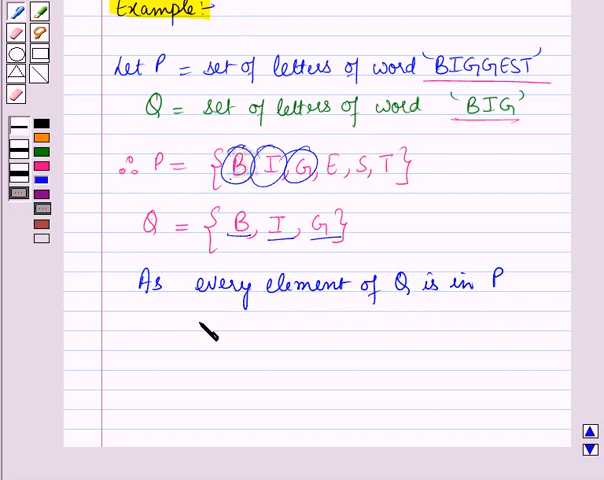 Example:-
Let P = set of letters of word 'BIGGEST'
Q = set of letters of word 'BIG'
∴ P = {B, I, G, E, S, T}
Q = {B, I, G}
As every element of Q is in P